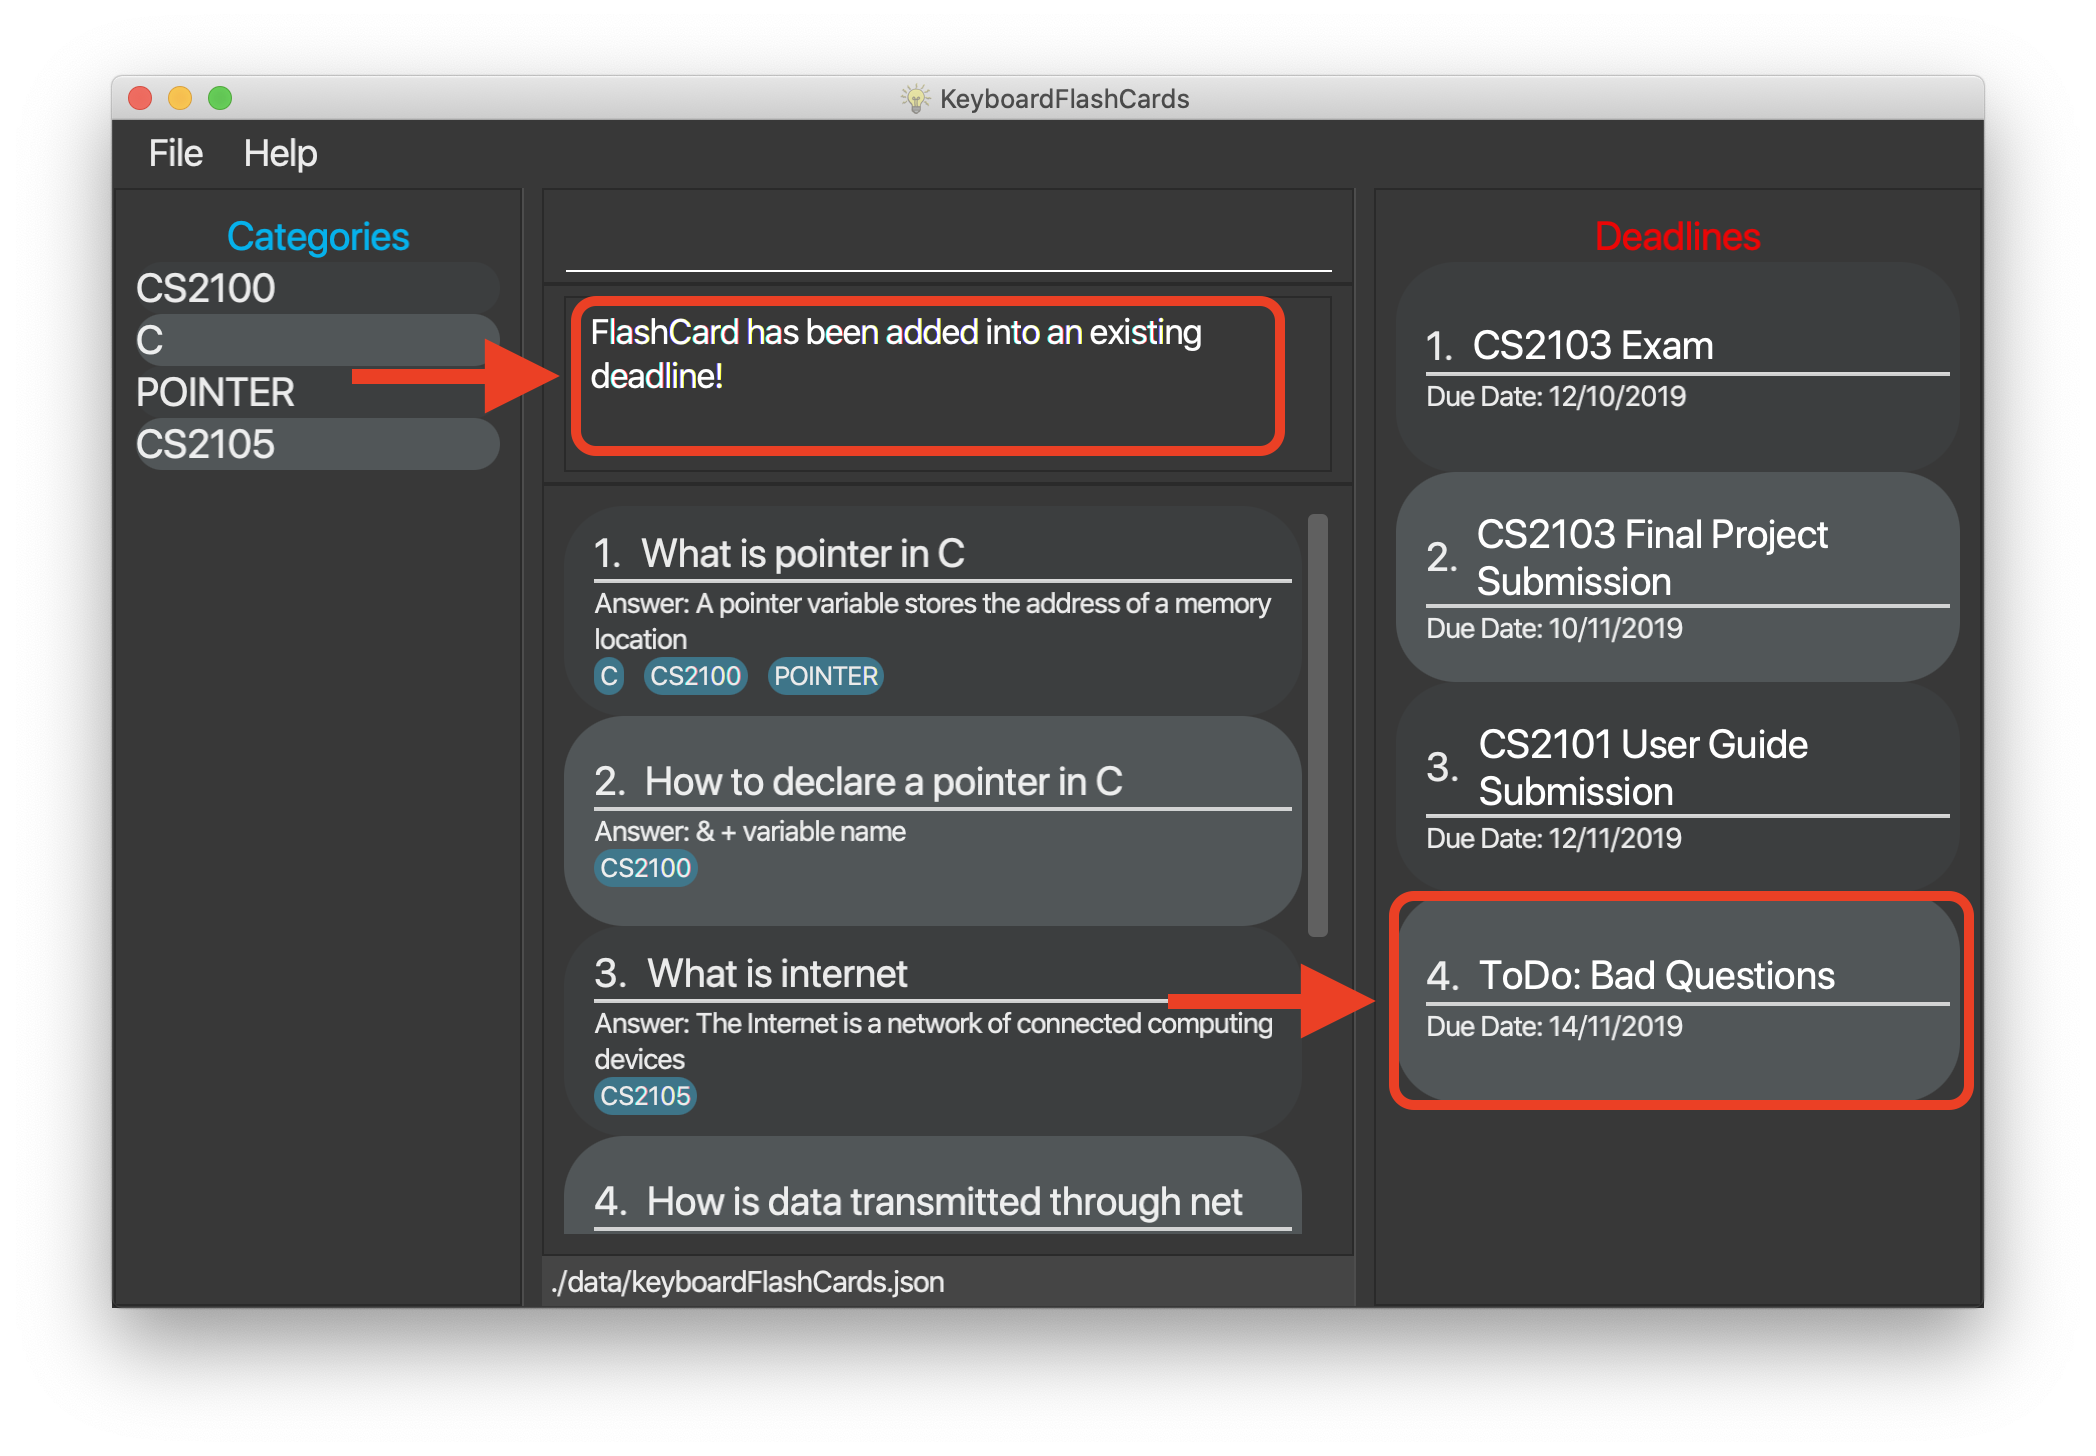 KeyboardFlashCards
File Help
Categories
CS2100
C
POINTER
CS2105
FlashCard has been added into an existing
deadline!
1. What is pointer in C
Answer: A pointer variable stores the address of a memory
location
C CS2100 POINTER
2. How to declare a pointer in C
Answer: & + variable name
CS2100
3. What is internet
Answer: The Internet is a network of connected computing
devices
CS2105
4. How is data transmitted through net
./data/keyboardFlashCards.json
Deadlines
1. CS2103 Exam
Due Date: 12/10/2019
2. CS2103 Final Project
Submission
Due Date: 10/11/2019
3. CS2101 User Guide
Submission
Due Date: 12/11/2019
4. ToDo: Bad Questions
Due Date: 14/11/2019